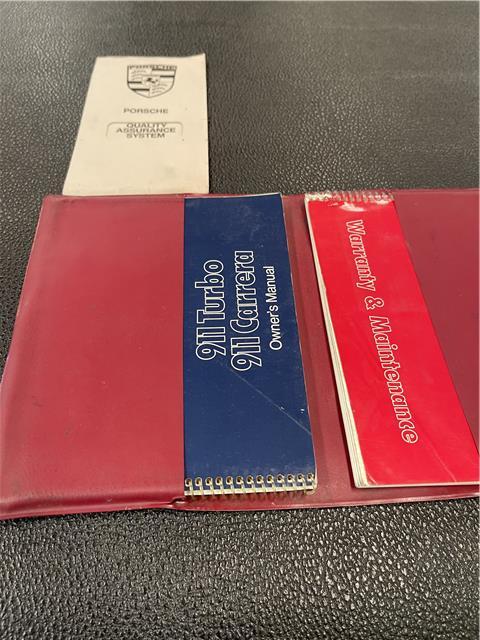 PORSCHE
PORSCHE
QUALITY
ASSURANCE
SYSTEM
911 Turbo
911 Carrera
Owner's Manual
Warranty & Maintenance